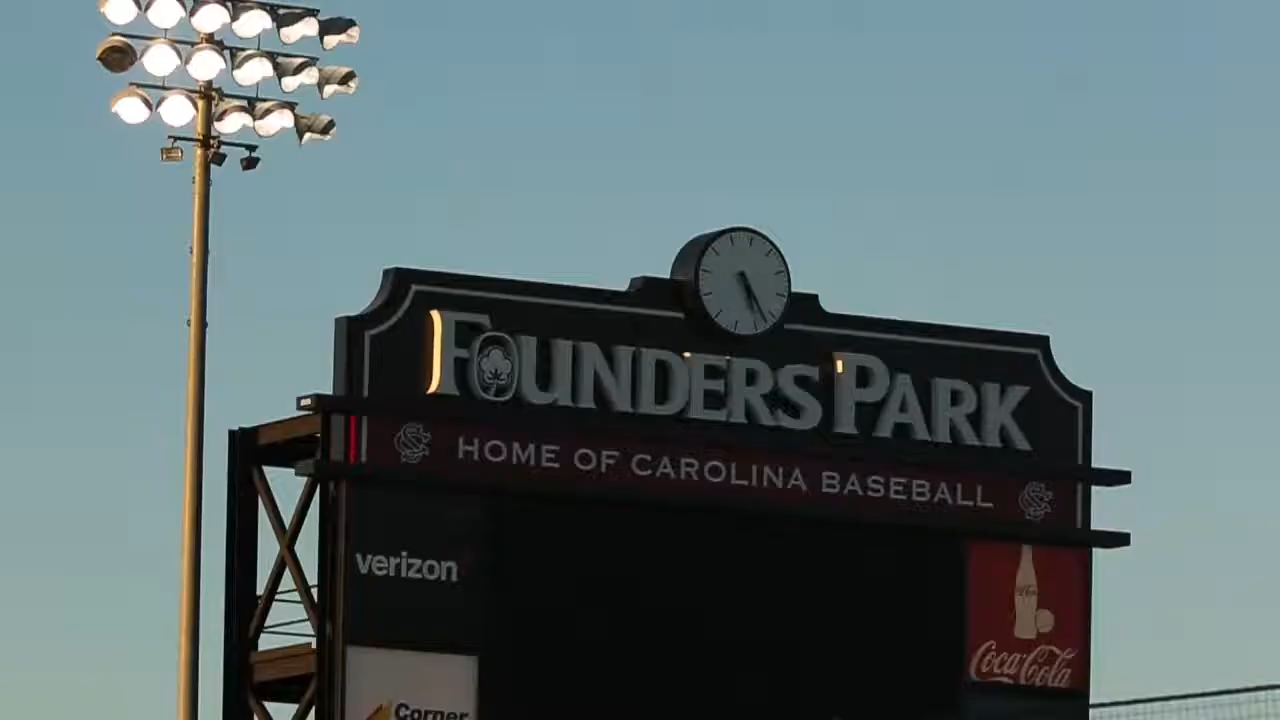 FOUNDERS PARK
HOME OF CAROLINA BASEBALL
verizon
Coca-Cola
Corner